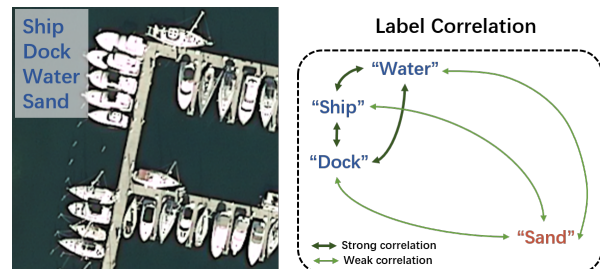 Ship
Dock
Water
Sand
Label Correlation
“Water”
“Ship”
“Dock”
“Sand”
Strong correlation
Weak correlation